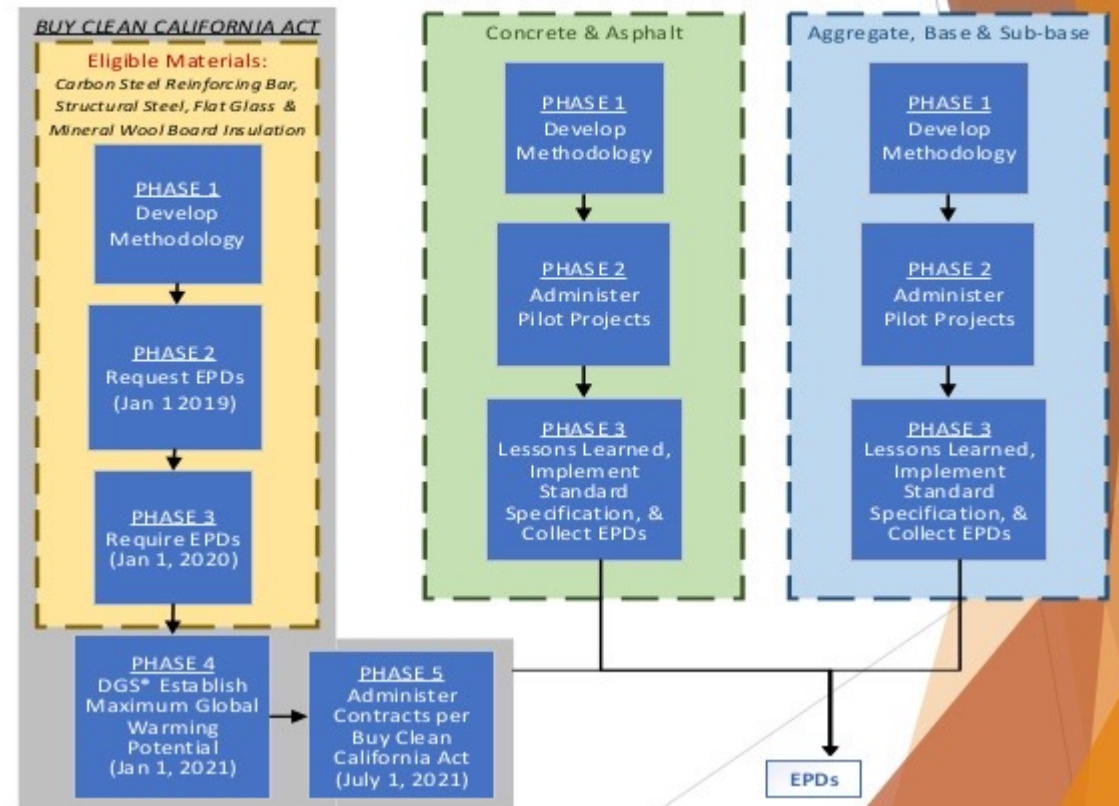 BUY CLEAN CALIFORNIA ACT
Eligible Materials:
Carbon Steel Reinforcing Bar,
Structural Steel, Flat Glass &
Mineral Wool Board Insulation
PHASE 1
Develop
Methodology
PHASE 2
Request EPDs
(Jan 1 2019)
PHASE 3
Require EPDs
(Jan 1, 2020)
PHASE 4
DGS* Establish
Maximum Global
Warming
Potential
(Jan 1, 2021)
PHASE 5
Administer
Contracts per
Buy Clean
California Act
(July 1, 2021)
Concrete & Asphalt
PHASE 1
Develop
Methodology
PHASE 2
Administer
Pilot Projects
PHASE 3
Lessons Learned,
Implement
Standard
Specification, &
Collect EPDs
Aggregate, Base & Sub-base
PHASE 1
Develop
Methodology
PHASE 2
Administer
Pilot Projects
PHASE 3
Lessons Learned,
Implement
Standard
Specification, &
Collect EPDs
EPDs